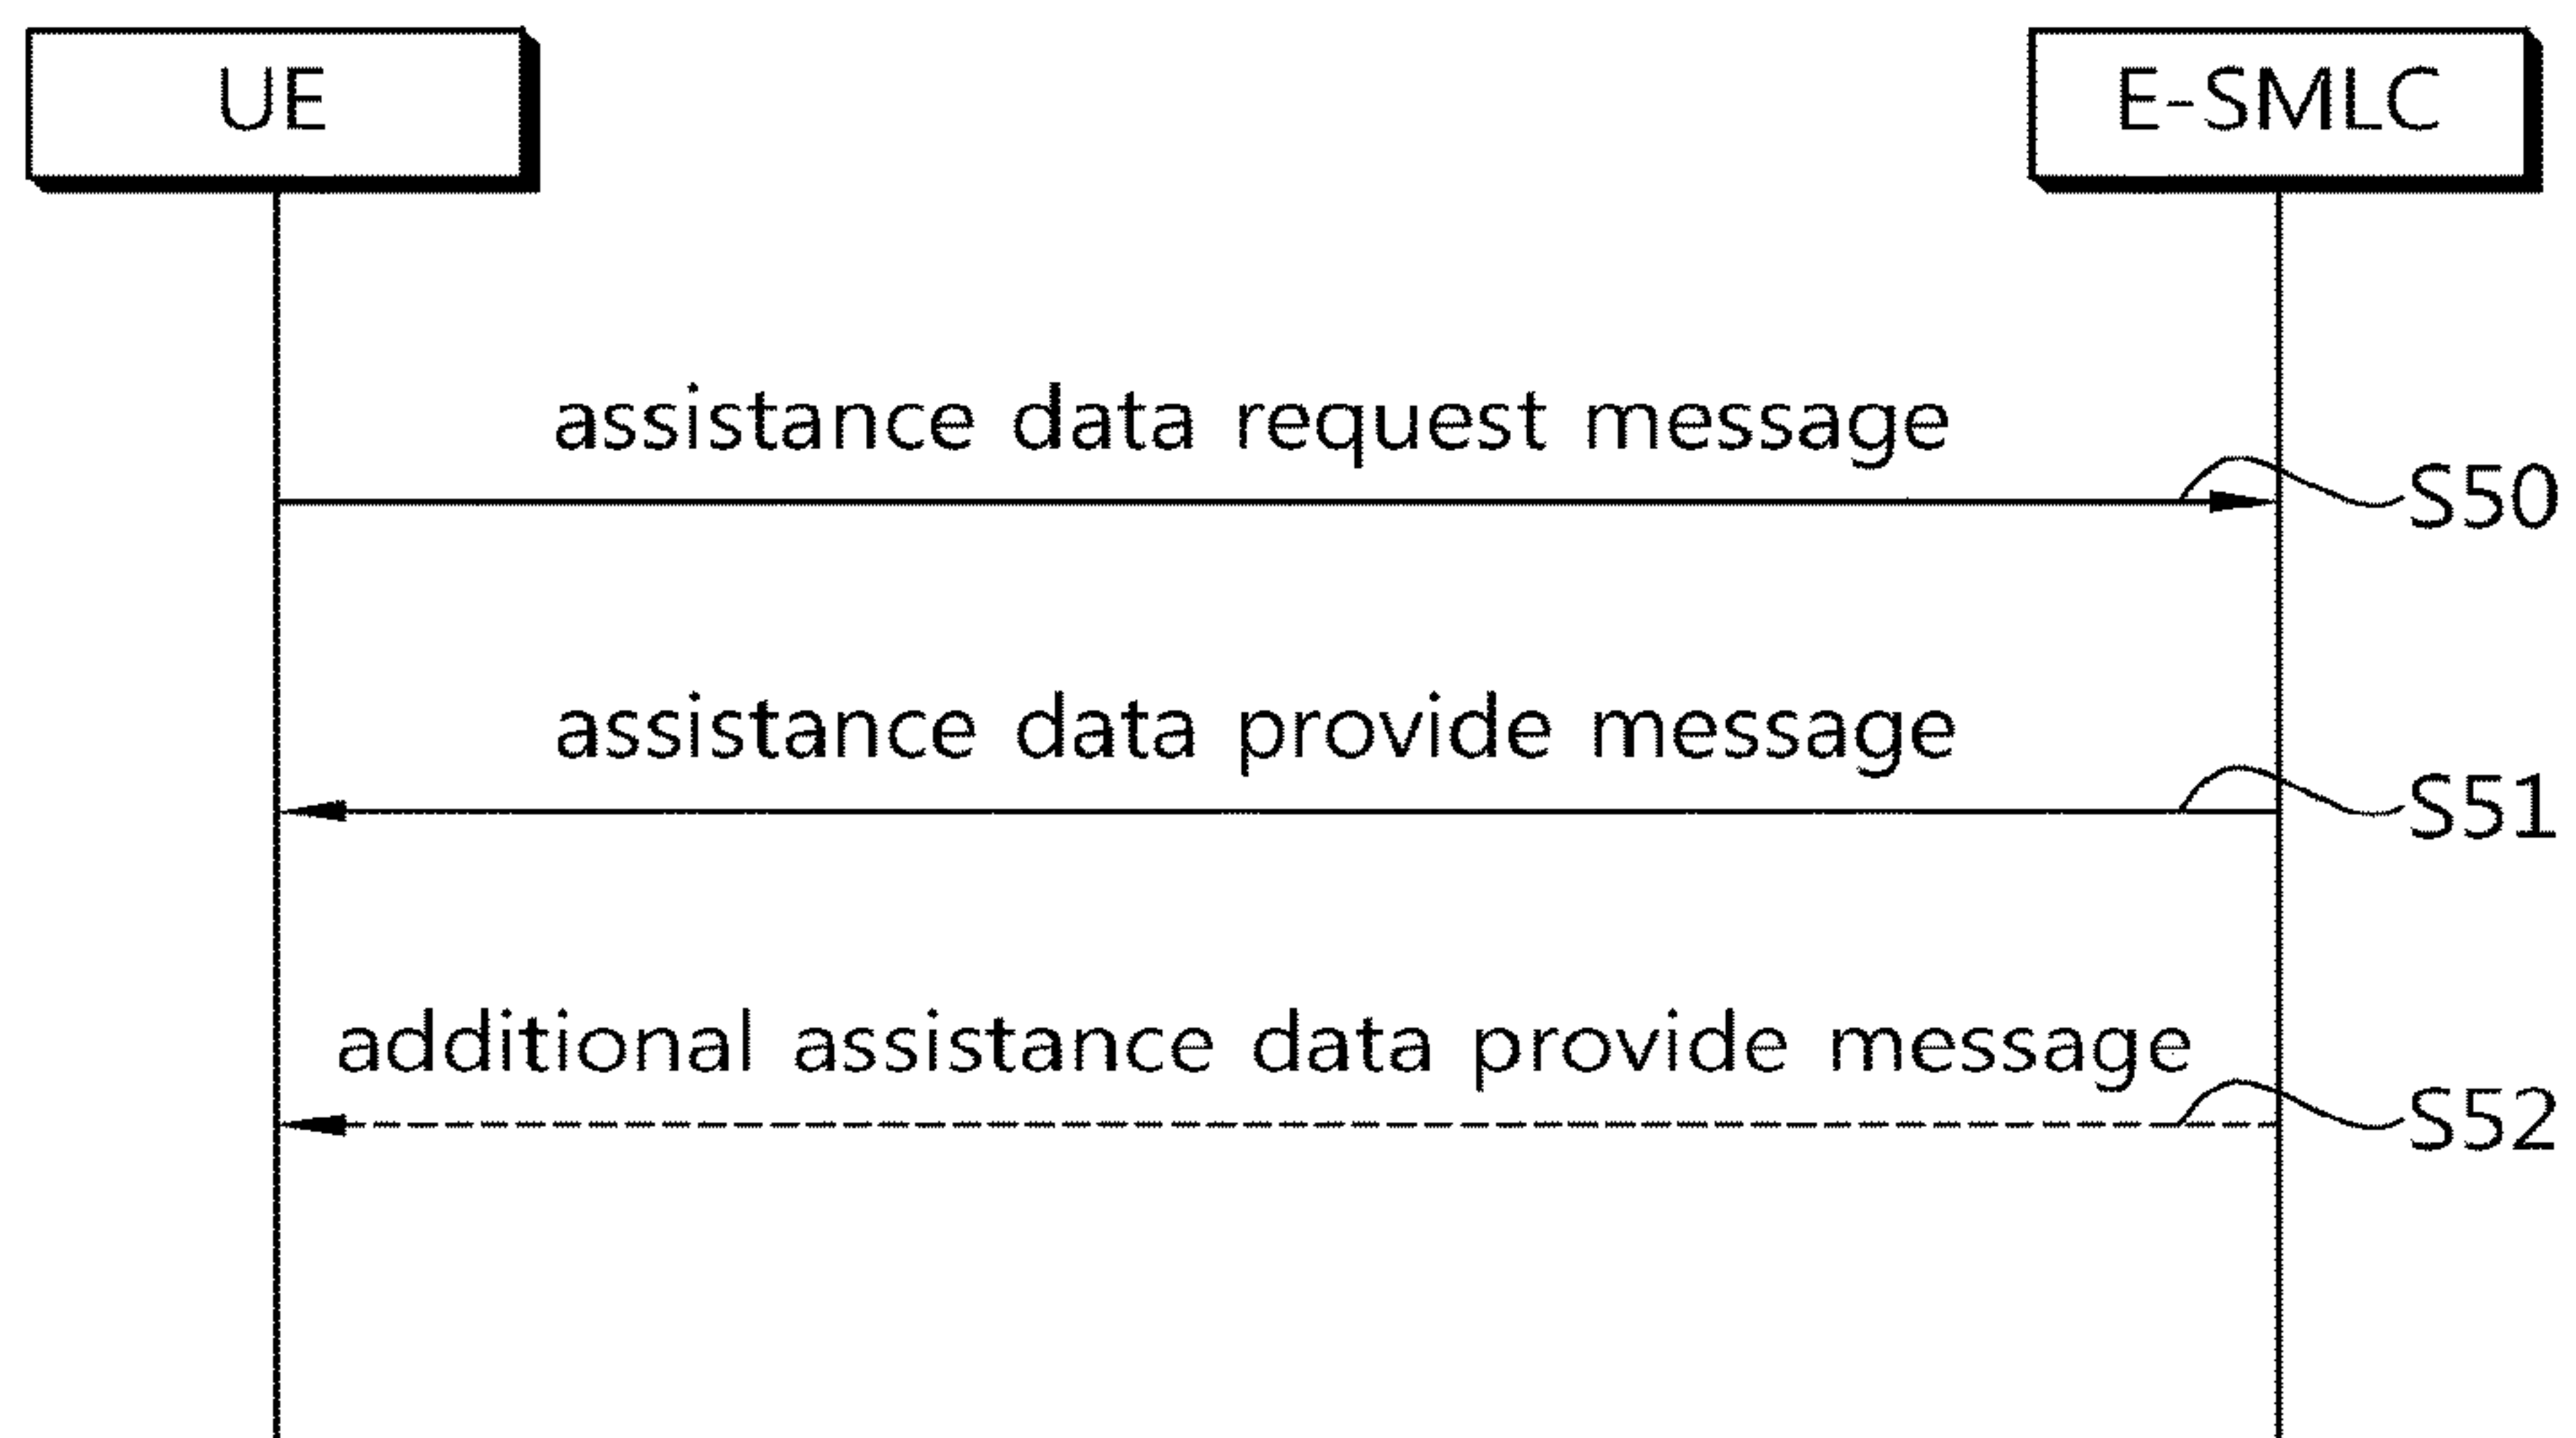 UE
E-SMLC
assistance data request message
S50
assistance data provide message
S51
additional assistance data provide message
S52